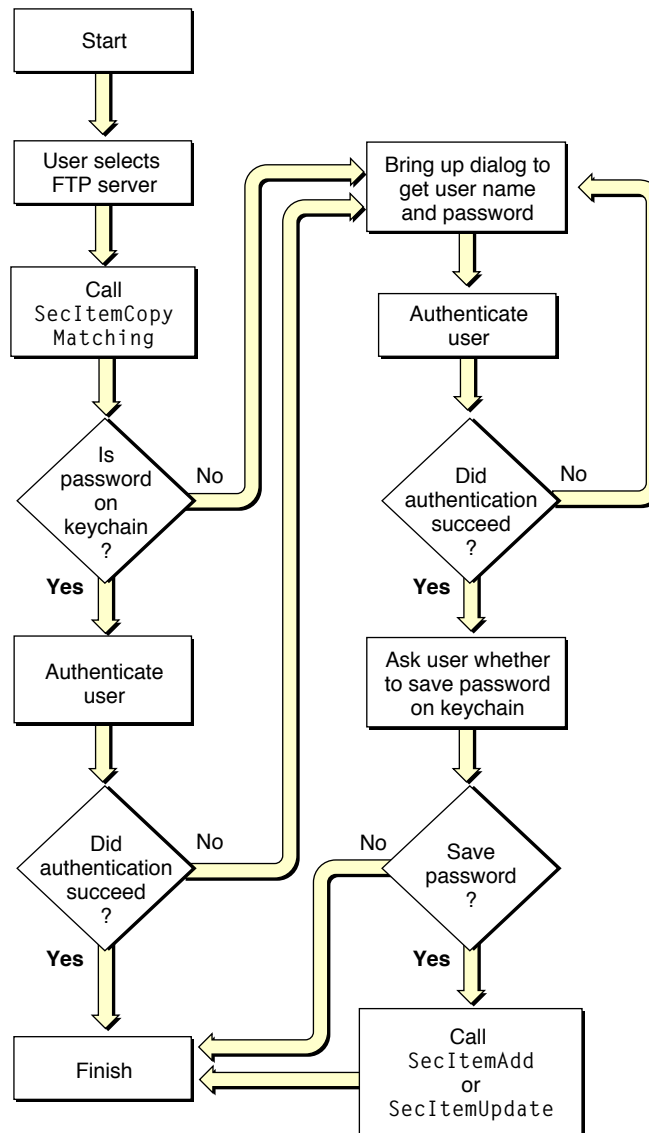 Start
User selects
FTP server
Call
SecItemCopy
Matching
Is
password
on
keychain
?
No
Yes
Authenticate
user
Did
authentication
succeed
?
No
Yes
Finish
Bring up dialog to
get user name
and password
Authenticate
user
Did
authentication
succeed
?
No
Yes
Ask user whether
to save password
on keychain
Save
password
?
No
Yes
Call
SecItemAdd
or
SecItemUpdate